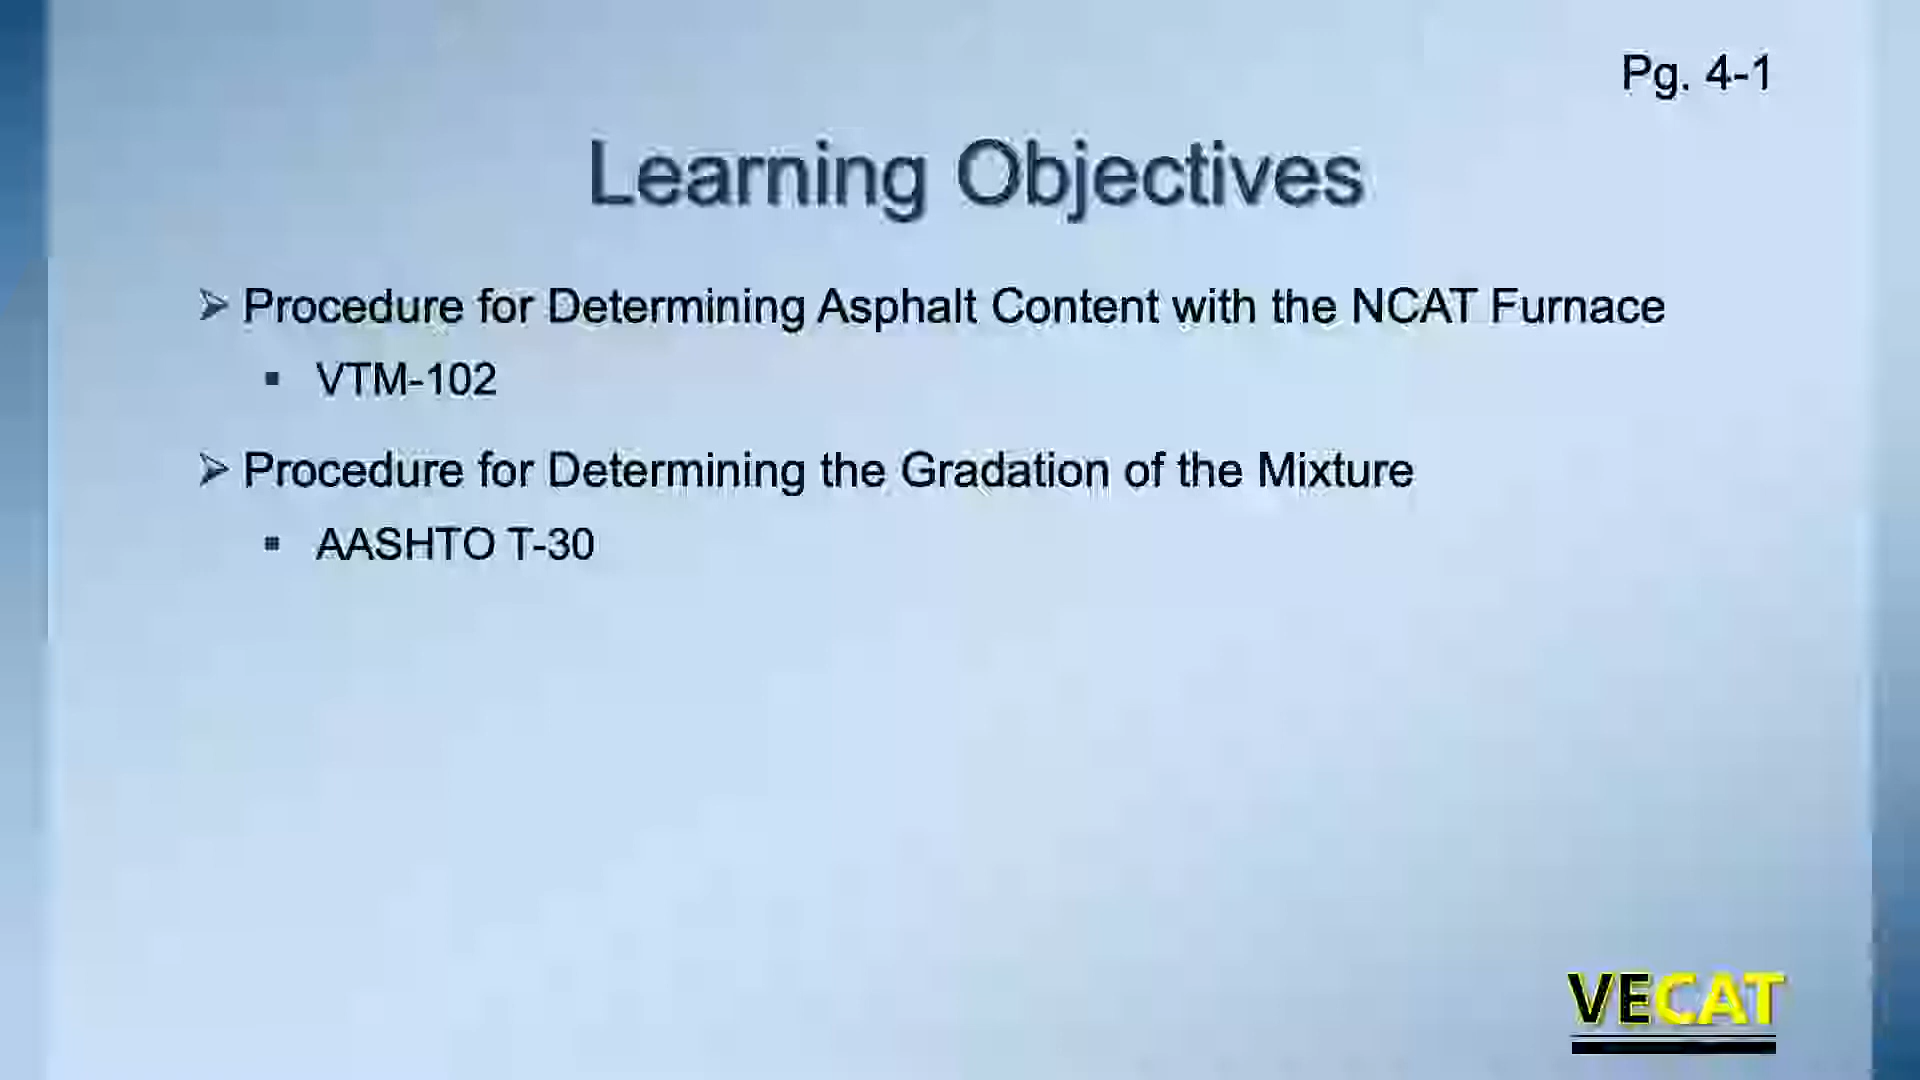 Pg. 4-1
Learning Objectives
Procedure for Determining Asphalt Content with the NCAT Furnace
VTM-102
Procedure for Determining the Gradation of the Mixture
AASHTO T-30
VECAT